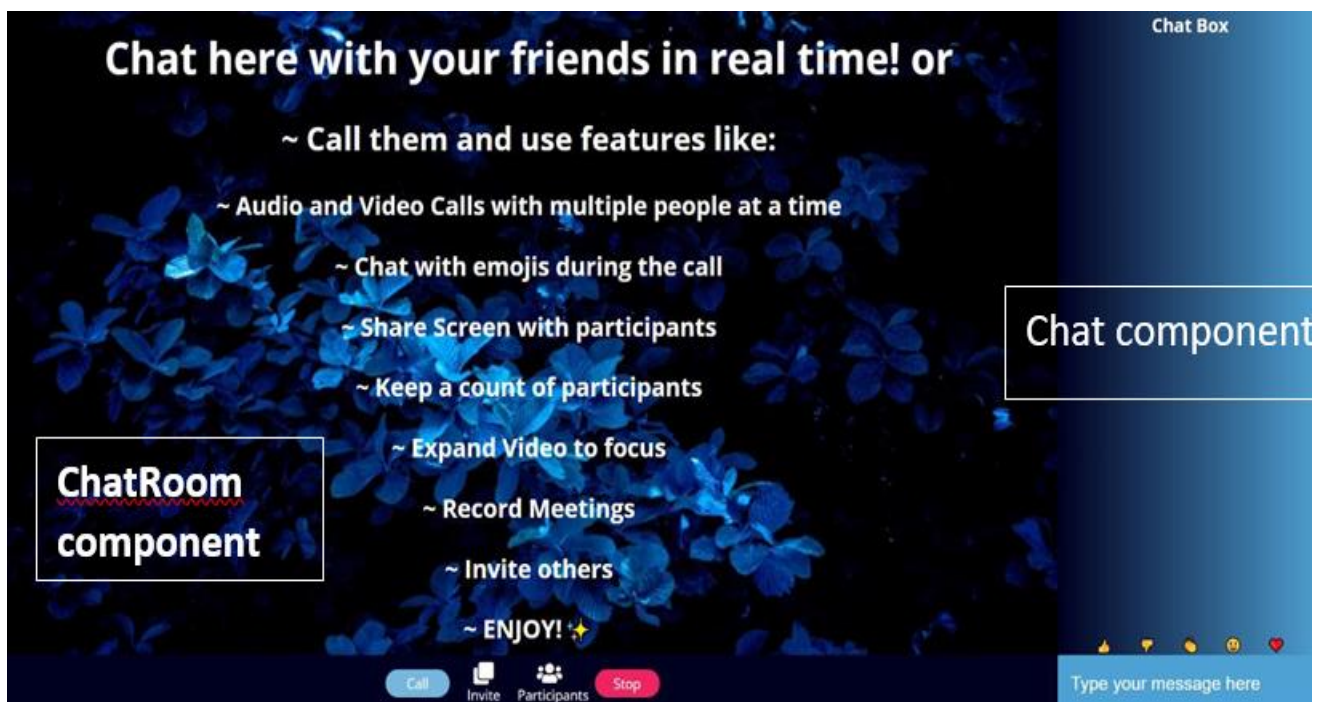 Chat here with your friends in real time! or
~ Call them and use features like:
~ Audio and Video Calls with multiple people at a time
~ Chat with emojis during the call
~ Share Screen with participants
~ Keep a count of participants
~ Expand Video to focus
~ Record Meetings
~ Invite others
~ ENJOY! ✨
ChatRoom
component
Call
Invite
Participants
Stop
Chat Box
Chat component
👍 👎 👏 🙂 ❤️
Type your message here